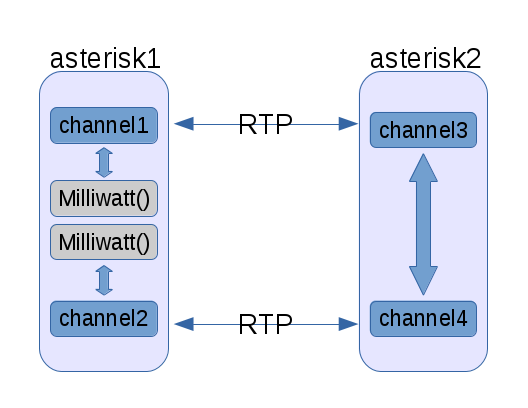 asterisk1
asterisk2
channel1
RTP
channel3
Milliwatt()
Milliwatt()
channel2
RTP
channel4